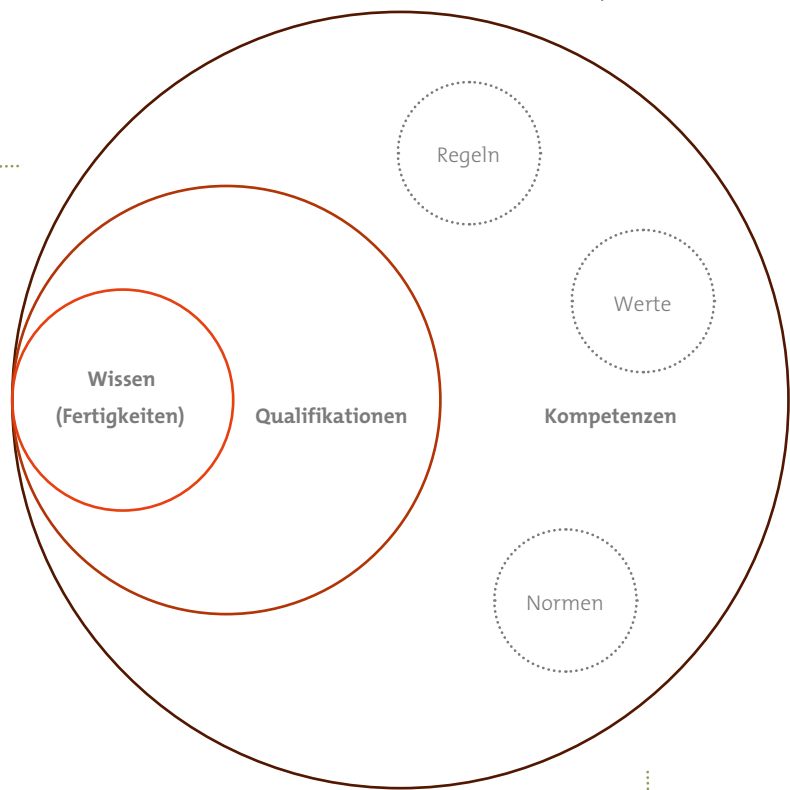 Regeln
Werte
Wissen
(Fertigkeiten)
Qualifikationen
Kompetenzen
Normen